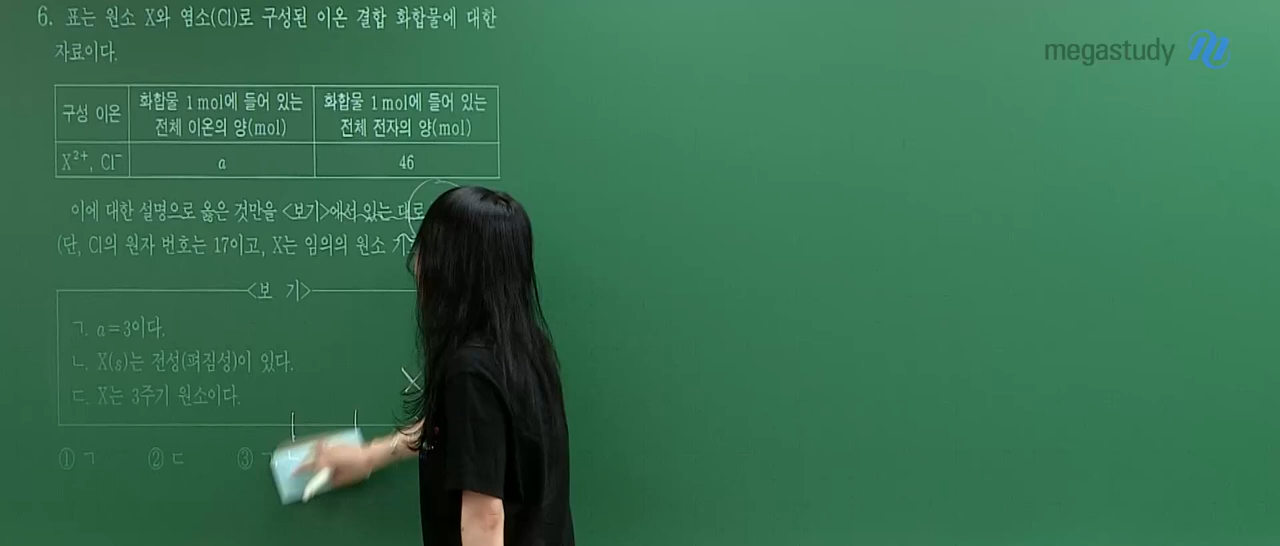 6. 표는 원소 X와 염소(Cl)로 구성된 이온 결합 화합물에 대한
자료이다.
megastudy
구성 이온
화합물 1mol에 들어 있는
전체 이온의 양(mol)
화합물 1mol에 들어 있는
전체 전자의 양(mol)
X²⁺, Cl⁻
a
46
이에 대한 설명으로 옳은 것만을 <보기>에서 있는 대로
(단, Cl의 원자 번호는 17이고, X는 임의의 원소
<보 기>
ㄱ. a=3이다.
ㄴ. X(s)는 전성(펴짐성)이 있다.
ㄷ. X는 3주기 원소이다.
① ㄱ ② ㄷ ③